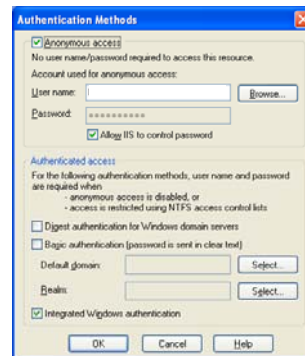 Authentication Methods
Anonymous access
No user name/password required to access this resource.
Account used for anonymous access:
User name:
Browse...
Password:
Allow IIS to control password
Authenticated access
For the following authentication methods, user name and password
are required when
- anonymous access is disabled, or
- access is restricted using NTFS access control lists
Digest authentication for Windows domain servers
Basic authentication (password is sent in clear text)
Default domain:
Select...
Realm:
Select...
Integrated Windows authentication
OK
Cancel
Help